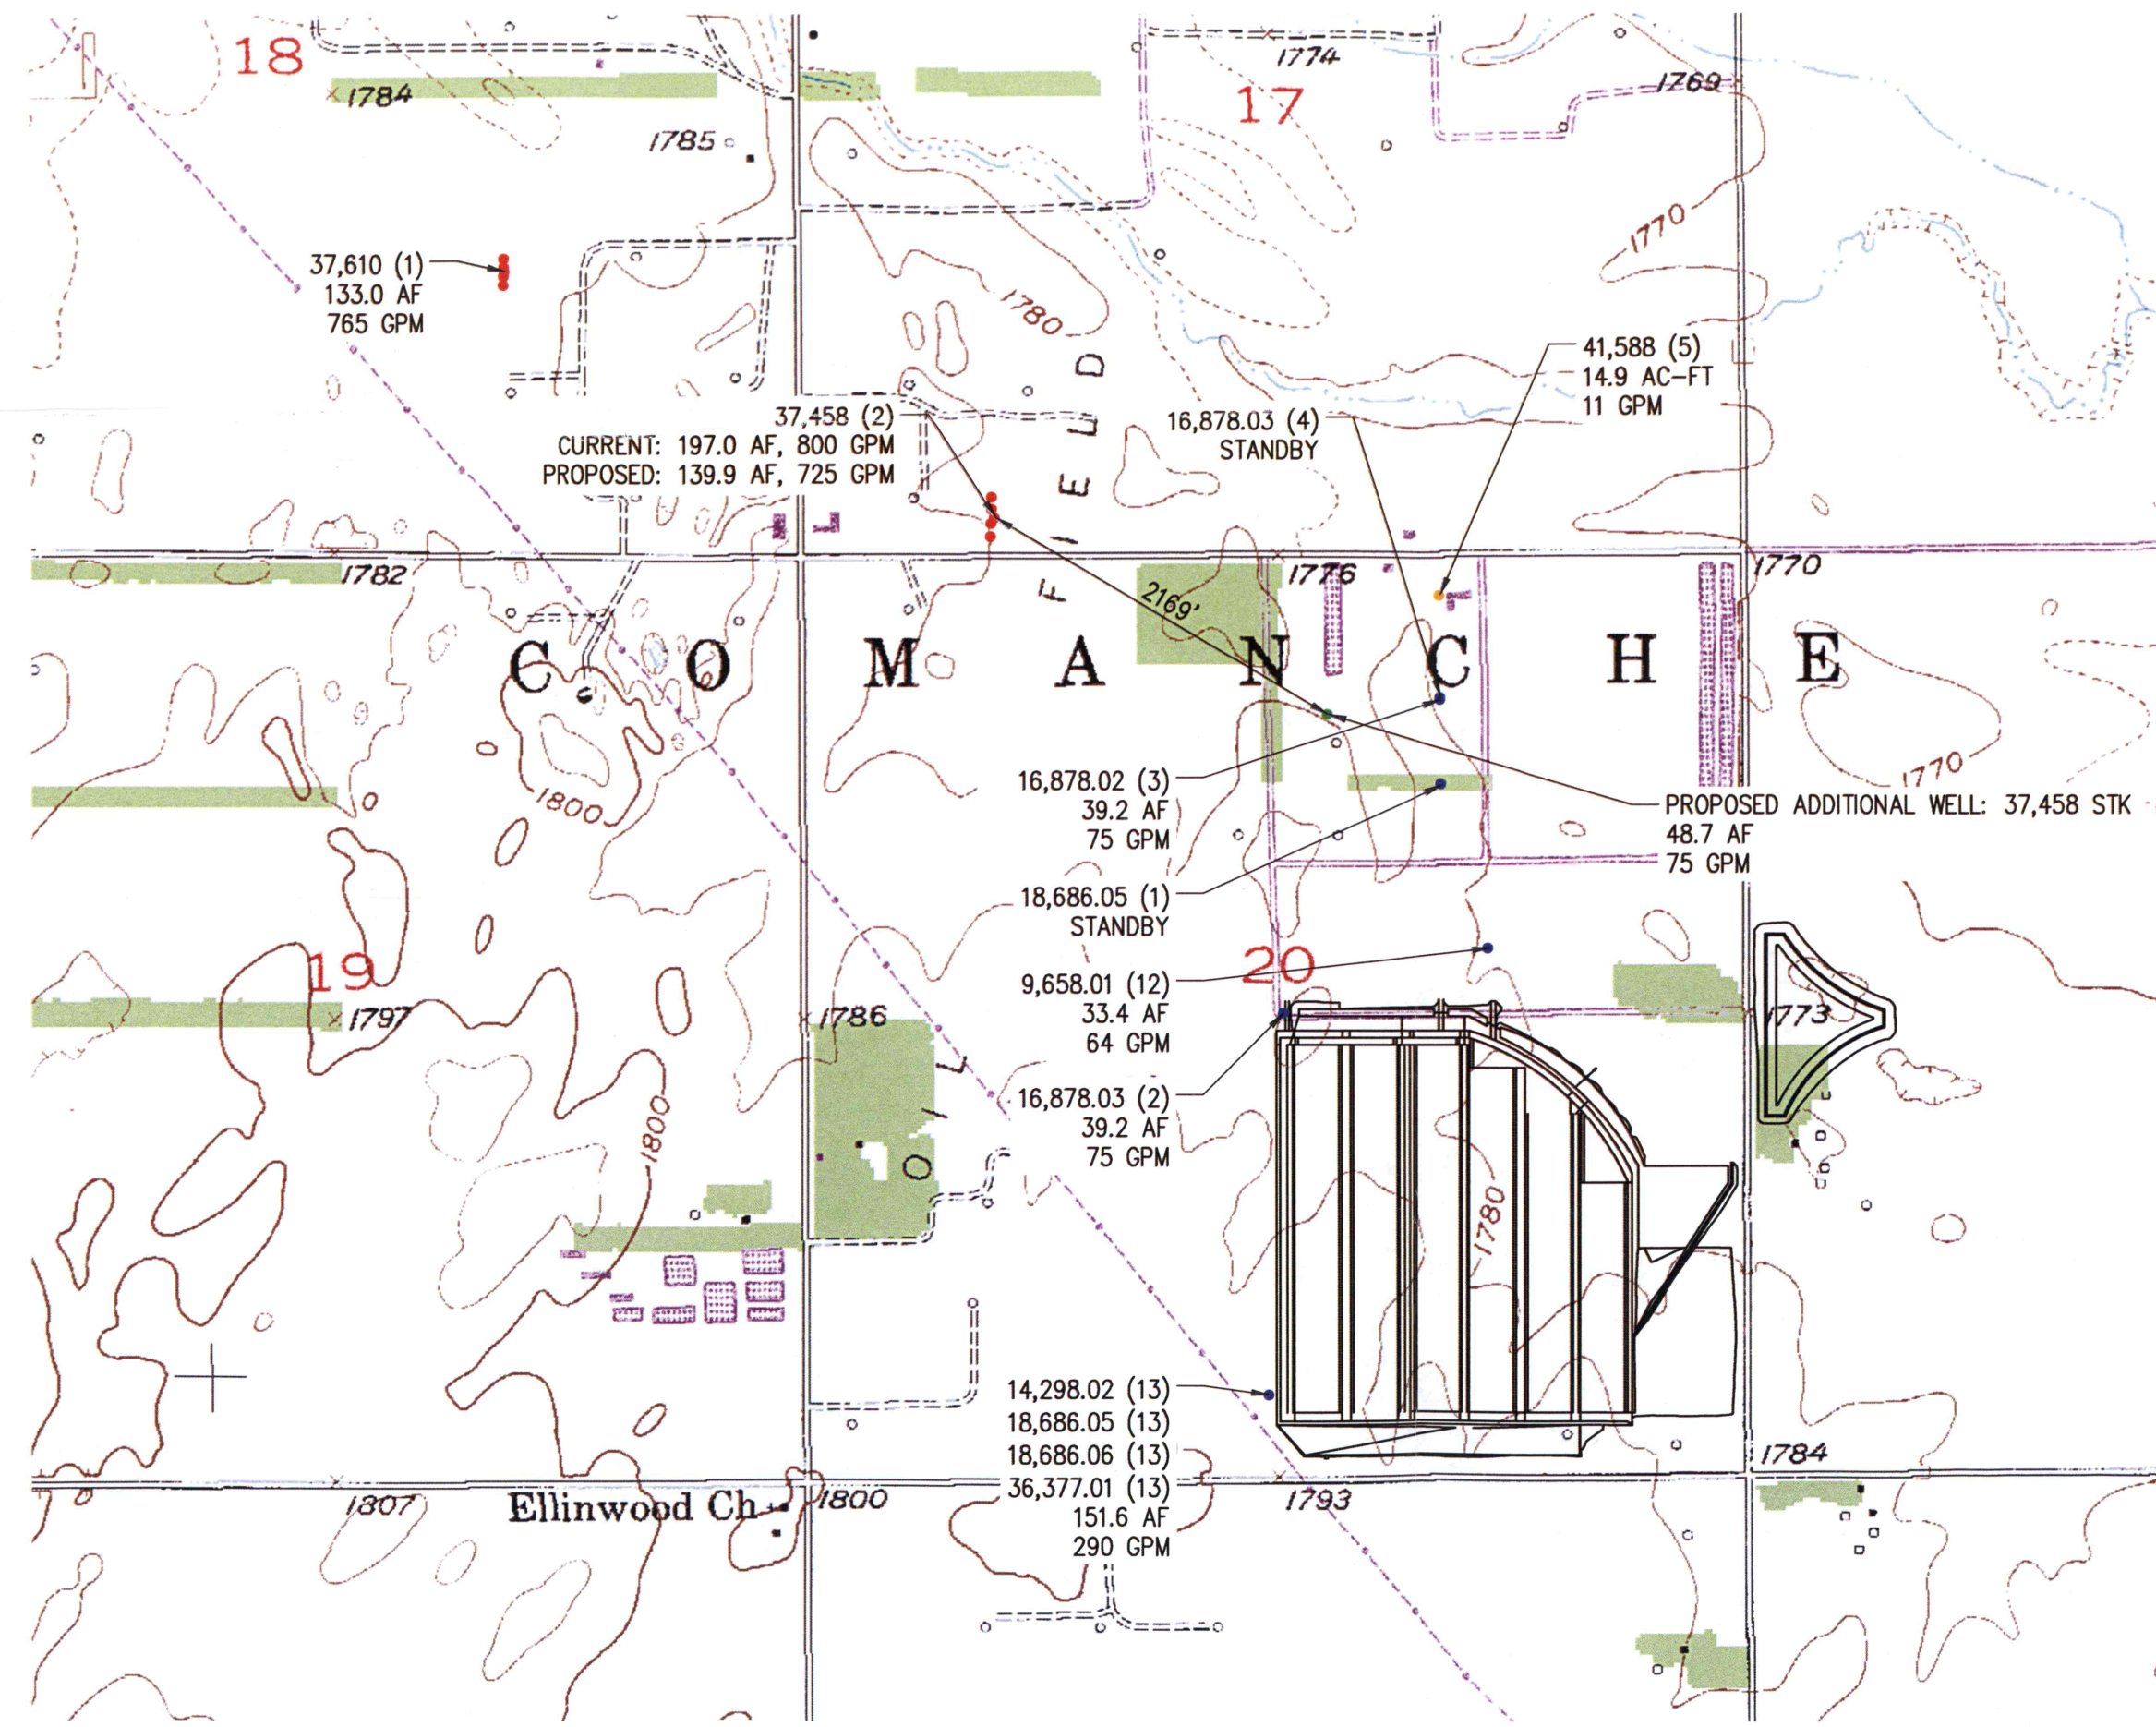 18
1774
17
1769
1784
1785
1770
37,610 (1)
133.0 AF
765 GPM
1780
41,588 (5)
14.9 AC-FT
11 GPM
37,458 (2)
CURRENT: 197.0 AF, 800 GPM
PROPOSED: 139.9 AF, 725 GPM
16,878.03 (4)
STANDBY
OIL FIELD
1782
1776
1770
2169'
COMANCHE
1800
16,878.02 (3)
39.2 AF
75 GPM
1770
PROPOSED ADDITIONAL WELL: 37,458 STK
48.7 AF
75 GPM
18,686.05 (1)
STANDBY
19
20
9,658.01 (12)
33.4 AF
64 GPM
1797
1786
1773
16,878.03 (2)
39.2 AF
75 GPM
1800
1780
14,298.02 (13)
18,686.05 (13)
18,686.06 (13)
36,377.01 (13)
151.6 AF
290 GPM
1784
1807
Ellinwood Ch
1800
1793